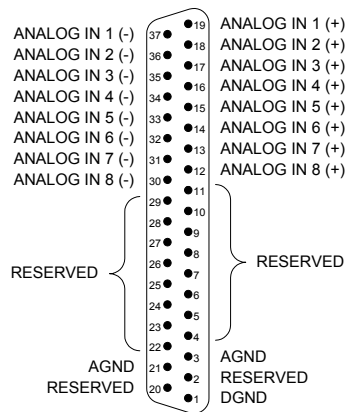 ANALOG IN 1 (-) 37 19 ANALOG IN 1 (+)
ANALOG IN 2 (-) 36 18 ANALOG IN 2 (+)
ANALOG IN 3 (-) 35 17 ANALOG IN 3 (+)
ANALOG IN 4 (-) 34 16 ANALOG IN 4 (+)
ANALOG IN 5 (-) 33 15 ANALOG IN 5 (+)
ANALOG IN 6 (-) 32 14 ANALOG IN 6 (+)
ANALOG IN 7 (-) 31 13 ANALOG IN 7 (+)
ANALOG IN 8 (-) 30 12 ANALOG IN 8 (+)
29 11
28 10
27 9
RESERVED 26 8 RESERVED
25 7
24 6
23 5
22 4
AGND 21 3 AGND
RESERVED 20 2 RESERVED
1 DGND